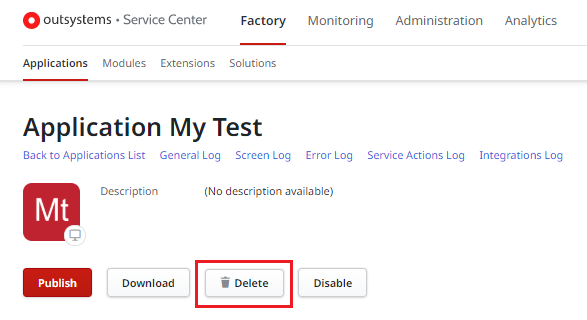 outsystems • Service Center Factory Monitoring Administration Analytics
Applications Modules Extensions Solutions
Application My Test
Back to Applications List General Log Screen Log Error Log Service Actions Log Integrations Log
Mt Description (No description available)
Publish Download Delete Disable